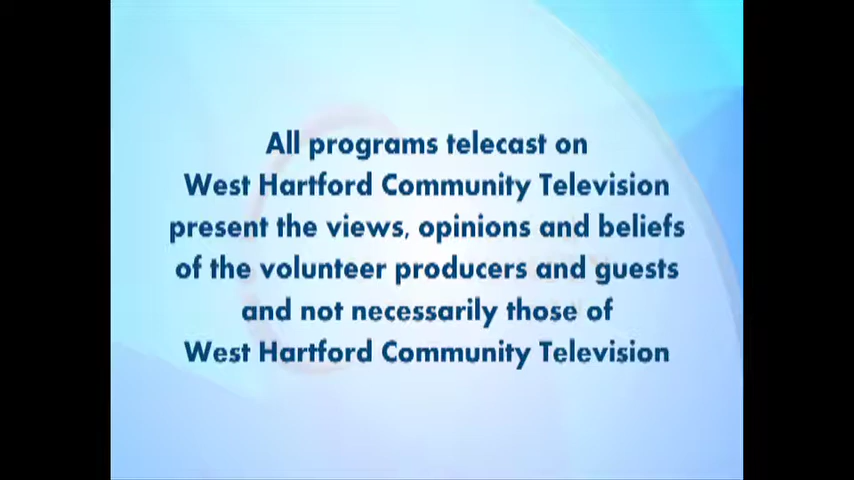 All programs telecast on
West Hartford Community Television
present the views, opinions and beliefs
of the volunteer producers and guests
and not necessarily those of
West Hartford Community Television